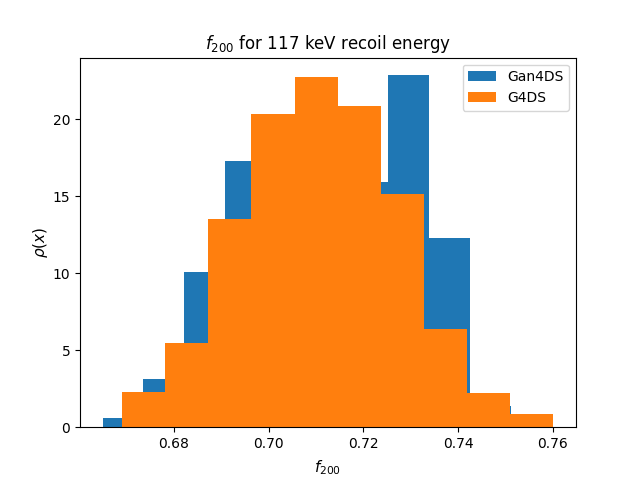 f₂₀₀ for 117 keV recoil energy
Gan4DS
G4DS
ρ(x)
20
15
10
5
0
0.68 0.70 0.72 0.74 0.76
f₂₀₀